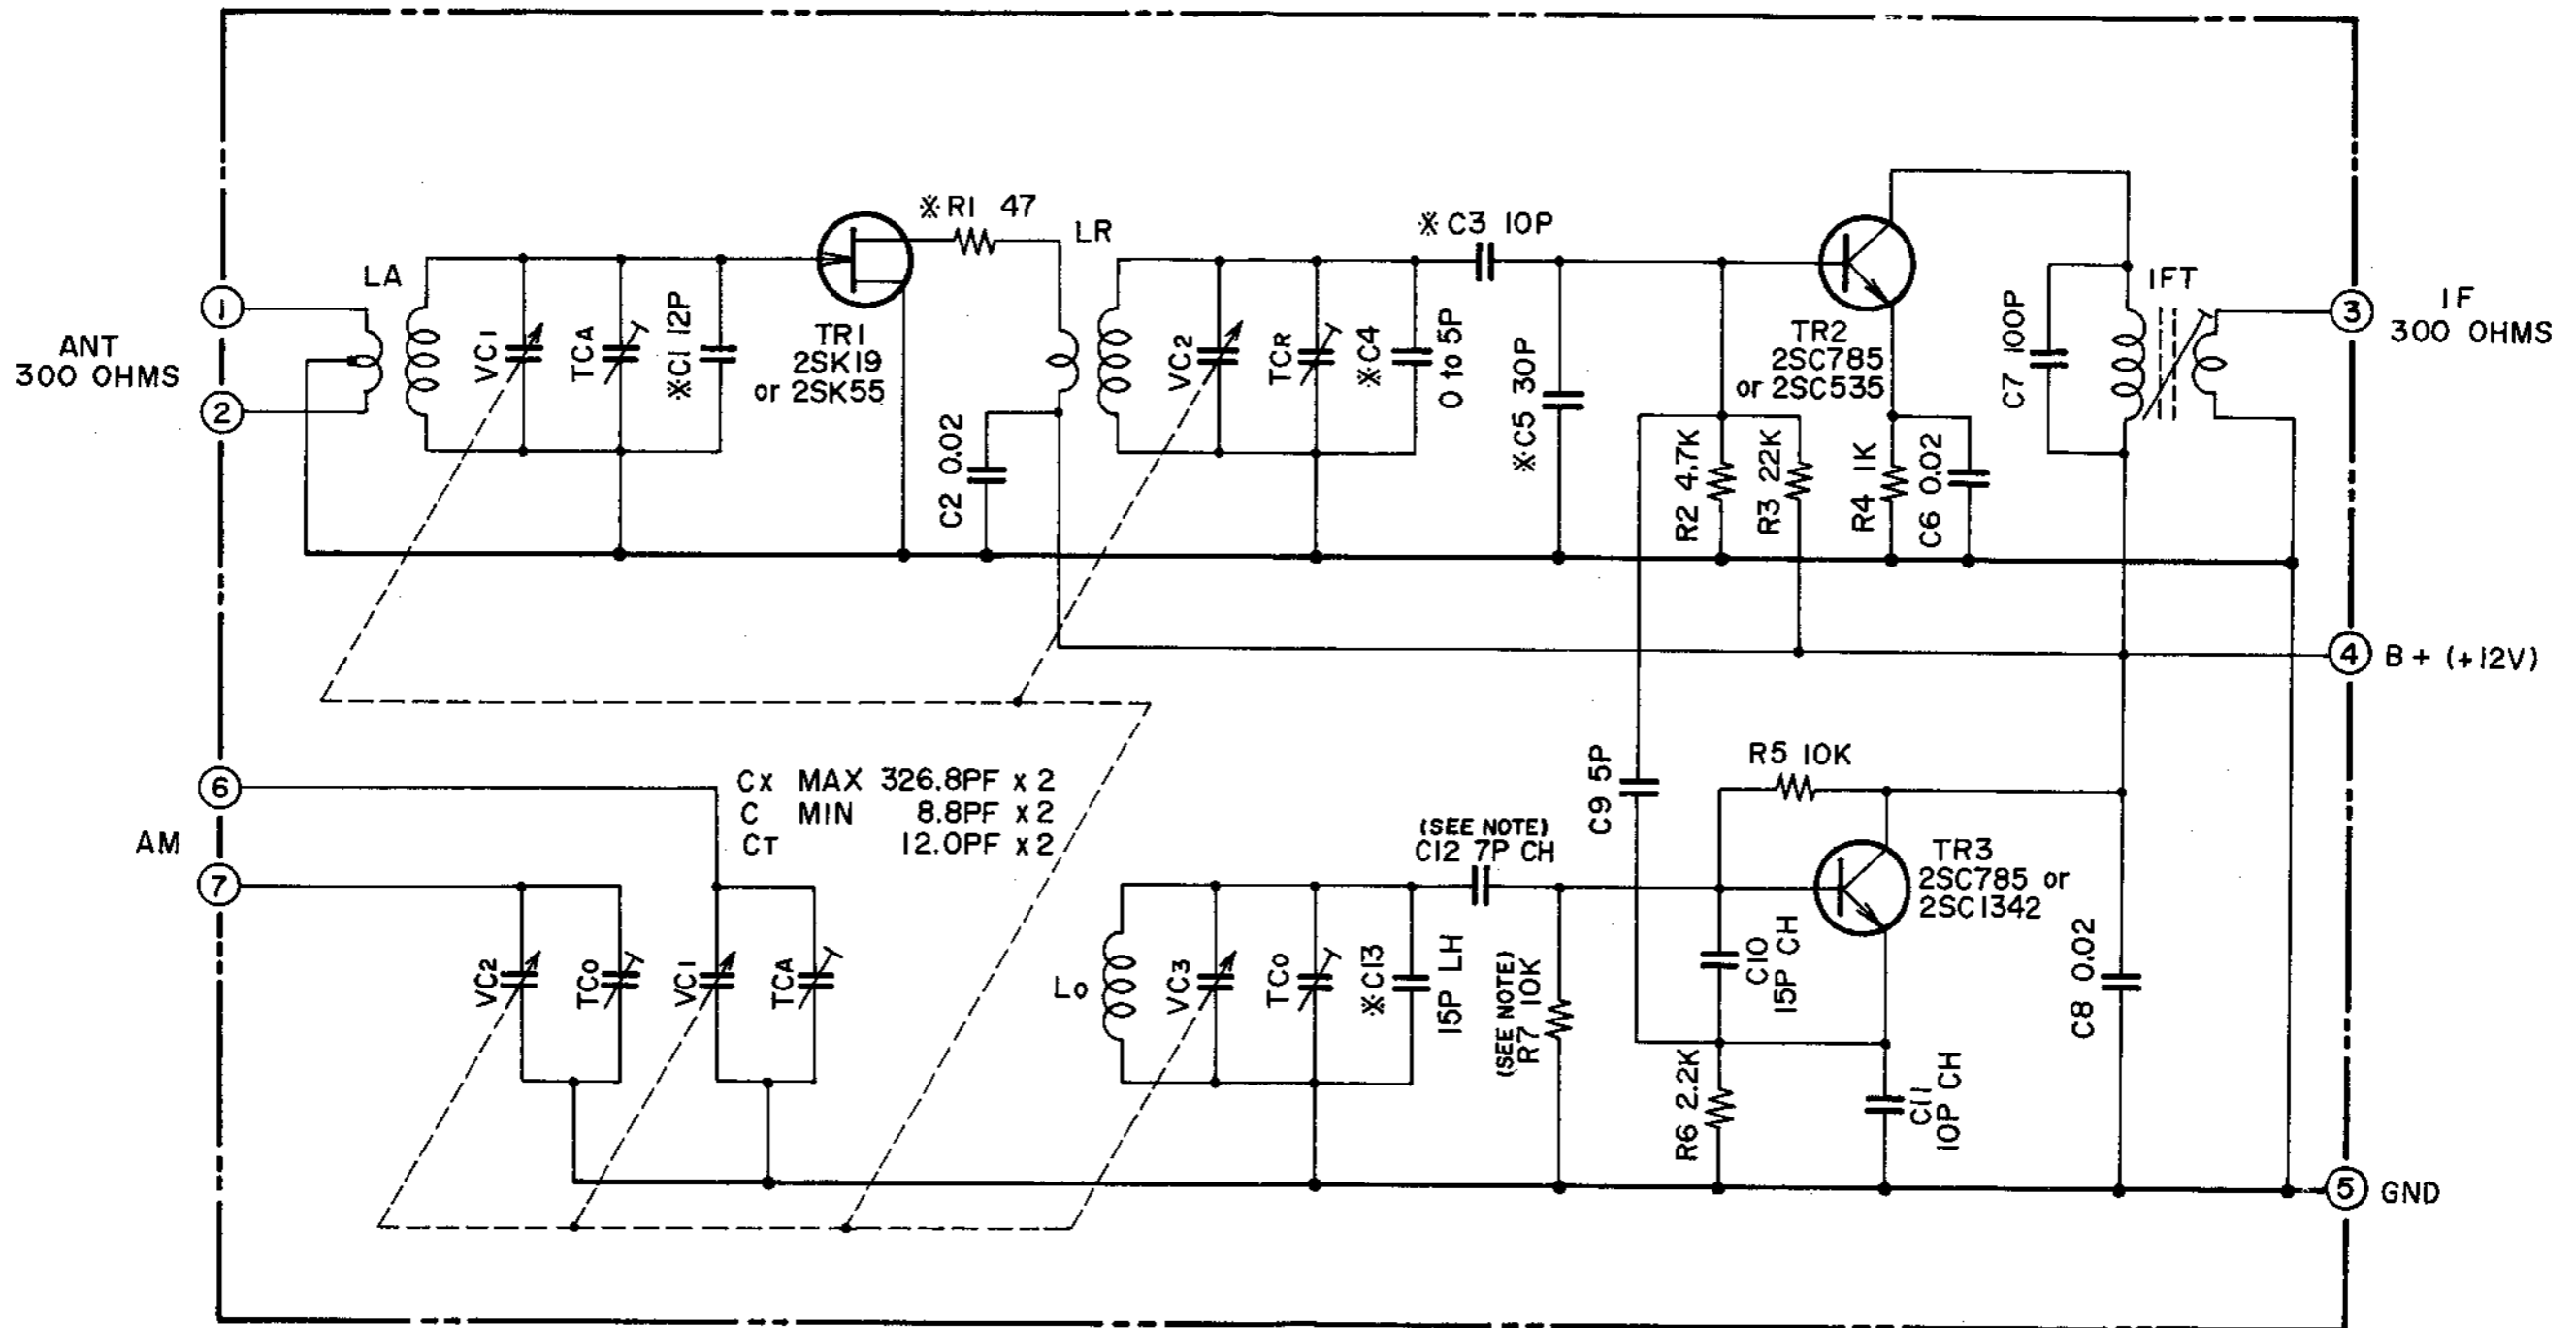 ※R1 47
LR
※C3 10P
LA
1
ANT
300 OHMS
2
VC1
TCA
※C1 12P
TR1
2SK19
or 2SK55
C2 0.02
VC2
TCR
※C4
0 to 5P
※C5 30P
TR2
2SC785
or 2SC535
R2 4.7K
R3 22K
R4 1K
C6 0.02
C7 100P
IFT
3
IF
300 OHMS
4
B+ (+12V)
6
AM
7
CX MAX 326.8PF x 2
C MIN 8.8PF x 2
CT 12.0PF x 2
VC2
TCO
VC1
TCA
LO
VC3
TCO
※C13
15P LH
(SEE NOTE)
C12 7P CH
(SEE NOTE)
R7 10K
C9 5P
R5 10K
TR3
2SC785 or
2SC1342
C10
15P CH
R6 2.2K
C11
10P CH
C8 0.02
5
GND